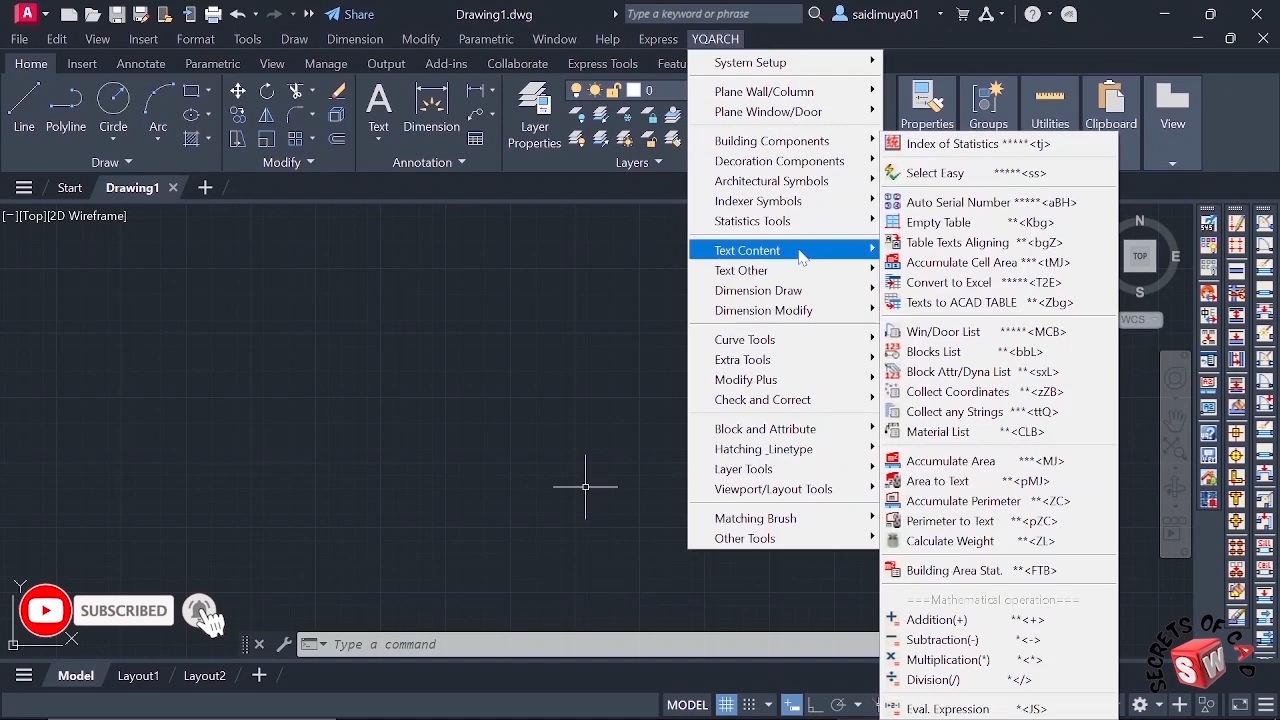 Share
Drawing1.dwg
Type a keyword or phrase
saidmuya01
File Edit View Insert Format Tools Draw Dimension Modify Parametric Window Help Express YQARCH
Home Insert Parametric View Manage Output Add-ins Collaborate Express Tools
Line Polyline Circle Arc
Text Dimension
Layer
Properties
0
Properties Groups Utilities Clipboard View
Draw Modify Annotation Layers
Start Drawing1
[−][Top][2D Wireframe]
System Setup
Plane Wall/Column
Plane Window/Door
Building Components
Decoration Components
Architectural Symbols
Indexer Symbols
Statistics Tools
Text Content
Text Other
Dimension Draw
Dimension Modify
Curve Tools
Extra Tools
Modify Plus
Check and Correct
Block and Attribute
Hatching _Linetype
Layer Tools
Viewport/Layout Tools
Matching Brush
Other Tools
Index of Statistics *****<tj>
Select Easy *****<ss>
Auto Serial Number *****<aBH>
Empty Table **<Kbg>
Table Texts Aligning **<bgZ>
Accumulate Cell Area ***<tMJ>
Convert to Excel *****<T2E>
Texts to ACAD TABLE **<Zbg>
Win/Door List *****<MCB>
Blocks List **<bbL>
Block Attr/Dyna List **<sxL>
Collect Coordinates **<zZB>
Collect ny Strings ***<ttQ>
Material List **<CLB>
Accumulate Area ***<MJ>
Area to Text **<pMJ>
Accumulate Perimeter **<ZC>
Perimeter to Text **<pZC>
Calculate Weight **<ZL>
Building Area Stat. **<FTB>
===Mathematical operation===
Addition(+) **<+>
Subtraction(-) *<->
Multiplication(*) *<*>
Division(/) *</>
Eval. Expression *<JS>
N
TOP
E
S
WCS
Y
X
SUBSCRIBED
Type a command
Model Layout1
MODEL
SECRETS OF CAD
SW